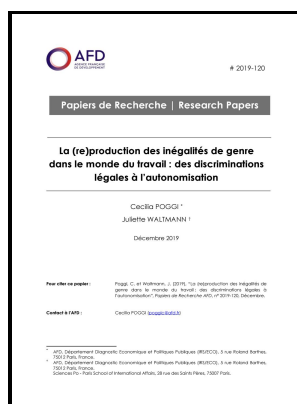 AFD
AGENCE FRANÇAISE
DE DÉVELOPPEMENT
# 2019-120
Papiers de Recherche | Research Papers
La (re)production des inégalités de genre
dans le monde du travail : des discriminations
légales à l'autonomisation
Cecilia POGGI *
Juliette WALTMANN ¹
Décembre 2019
Pour citer ce papier : Poggi, C. et Waltmann, J. (2019), "La (re)production des inégalités de
genre dans le monde du travail : des discriminations légales à
l'autonomisation", Papiers de Recherche AFD, n° 2019-120, Décembre.
Contact à l'AFD : Cecilia POGGI (poggic@afd.fr)
* AFD, Département Diagnostic Economique et Politiques Publiques (IRS/ECO), 5 rue Roland Barthes,
75012 Paris, France.
AFD, Département Diagnostic Economique et Politiques Publiques (IRS/ECO), 5 rue Roland Barthes,
75012 Paris, France.
Sciences Po - Paris School of International Affairs, 28 rue des Saints Pères, 75007 Paris.